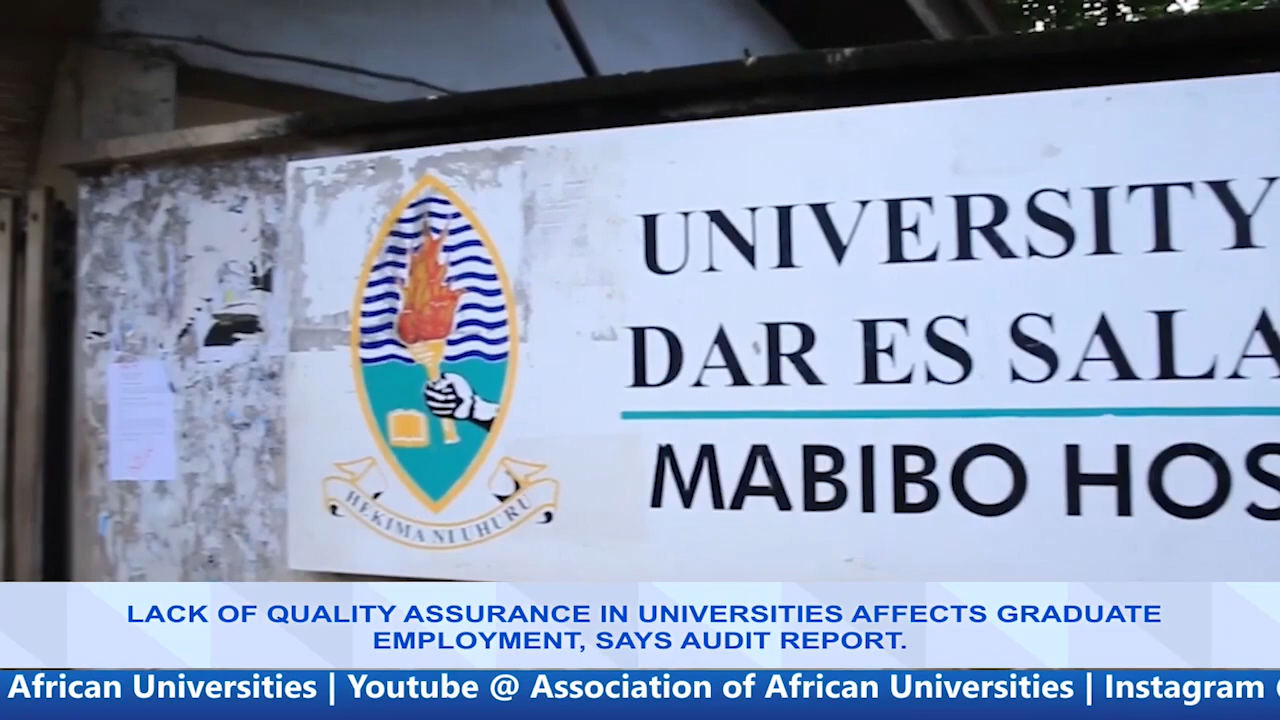 UNIVERSITY
DAR ES SALA
MABIBO HOS
HEKIMA NI UHURU
LACK OF QUALITY ASSURANCE IN UNIVERSITIES AFFECTS GRADUATE
EMPLOYMENT, SAYS AUDIT REPORT.
African Universities | Youtube @ Association of African Universities | Instagram